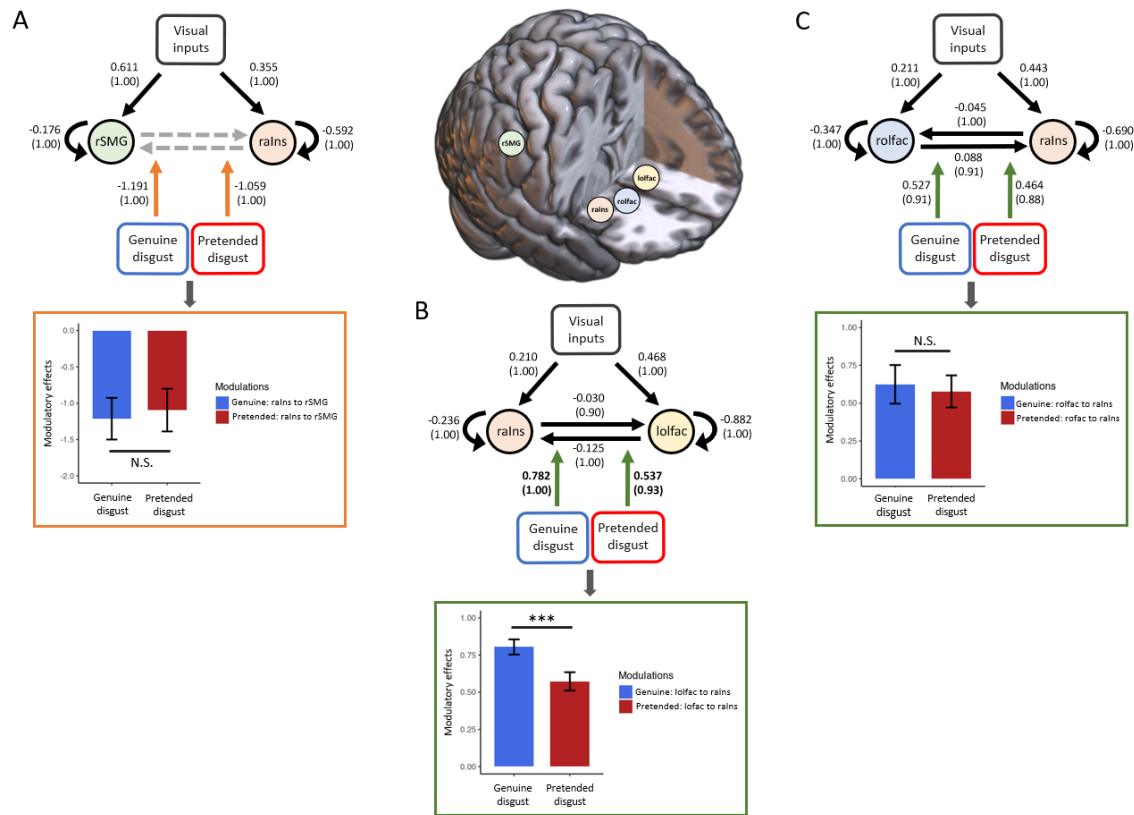 A
Visual
inputs
0.611
(1.00)
0.355
(1.00)
-0.176
(1.00)
rSMG
raIns
-0.592
(1.00)
-1.191
(1.00)
-1.059
(1.00)
Genuine
disgust
Pretended
disgust
Modulatory effects
0.0
-0.5
-1.0
-1.5
-2.0
N.S.
Genuine
disgust
Pretended
disgust
Modulations
Genuine: raIns to rSMG
Pretended: raIns to rSMG
rSMG
lolfac
rolfac
raIns
B
Visual
inputs
0.210
(1.00)
0.468
(1.00)
-0.236
(1.00)
raIns
-0.030
(0.90)
-0.125
(1.00)
lolfac
-0.882
(1.00)
0.782
(1.00)
0.537
(0.93)
Genuine
disgust
Pretended
disgust
Modulatory effects
1.00
0.75
0.50
0.25
0.00
***
Genuine
disgust
Pretended
disgust
Modulations
Genuine: lolfac to raIns
Pretended: lofac to raIns
C
Visual
inputs
0.211
(1.00)
0.443
(1.00)
-0.347
(1.00)
rolfac
-0.045
(1.00)
0.088
(0.91)
raIns
-0.690
(1.00)
0.527
(0.91)
0.464
(0.88)
Genuine
disgust
Pretended
disgust
Modulatory effects
1.00
0.75
0.50
0.25
0.00
N.S.
Genuine
disgust
Pretended
disgust
Modulations
Genuine: rolfac to raIns
Pretended: rofac to raIns